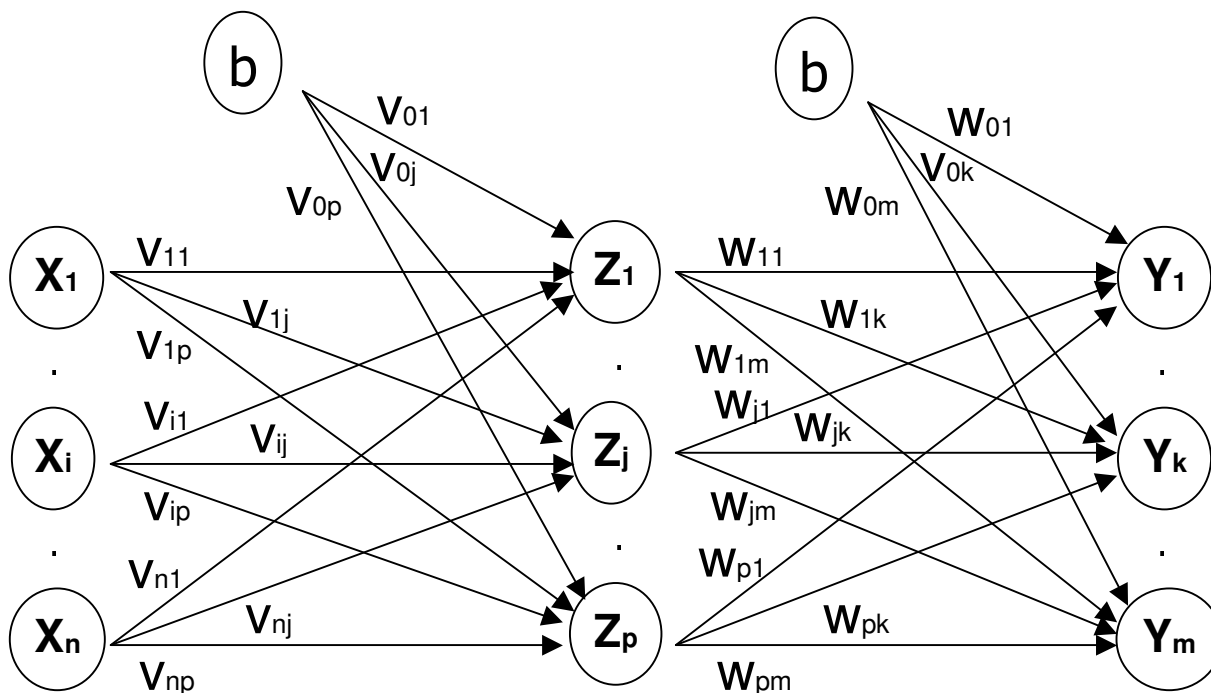 b b
V01 W01
V0j V0k
V0p W0m
X1 V11 Z1 W11 Y1
V1j W1k
V1p W1m
. . .
Vi1 Wj1
Xi Vij Zj Wjk Yk
Vip Wjm
. . .
Vn1 Wp1
Xn Vnj Zp Wpk Ym
Vnp Wpm